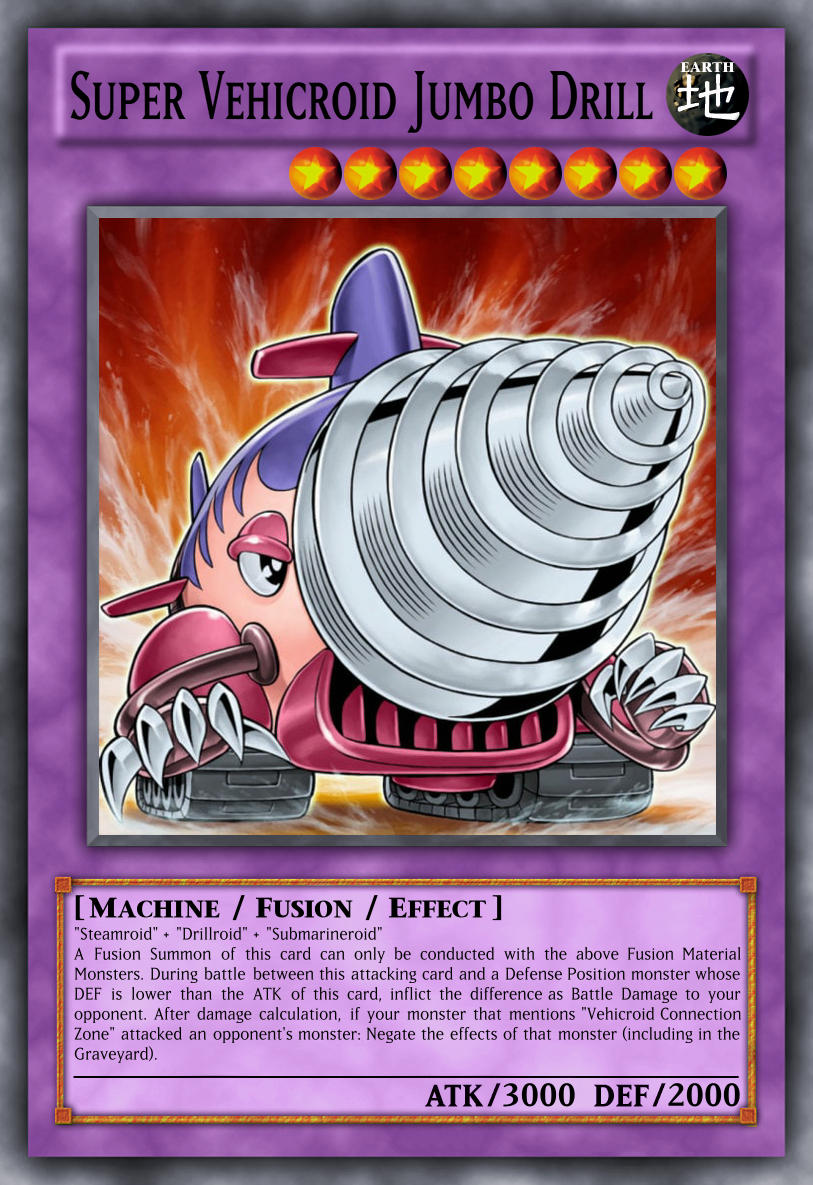 Super Vehicroid Jumbo Drill
EARTH
地
[ Machine / Fusion / Effect ]
"Steamroid" + "Drillroid" + "Submarineroid"
A Fusion Summon of this card can only be conducted with the above Fusion Material
Monsters. During battle between this attacking card and a Defense Position monster whose
DEF is lower than the ATK of this card, inflict the difference as Battle Damage to your
opponent. After damage calculation, if your monster that mentions "Vehicroid Connection
Zone" attacked an opponent's monster: Negate the effects of that monster (including in the
Graveyard).
ATK/3000 DEF/2000